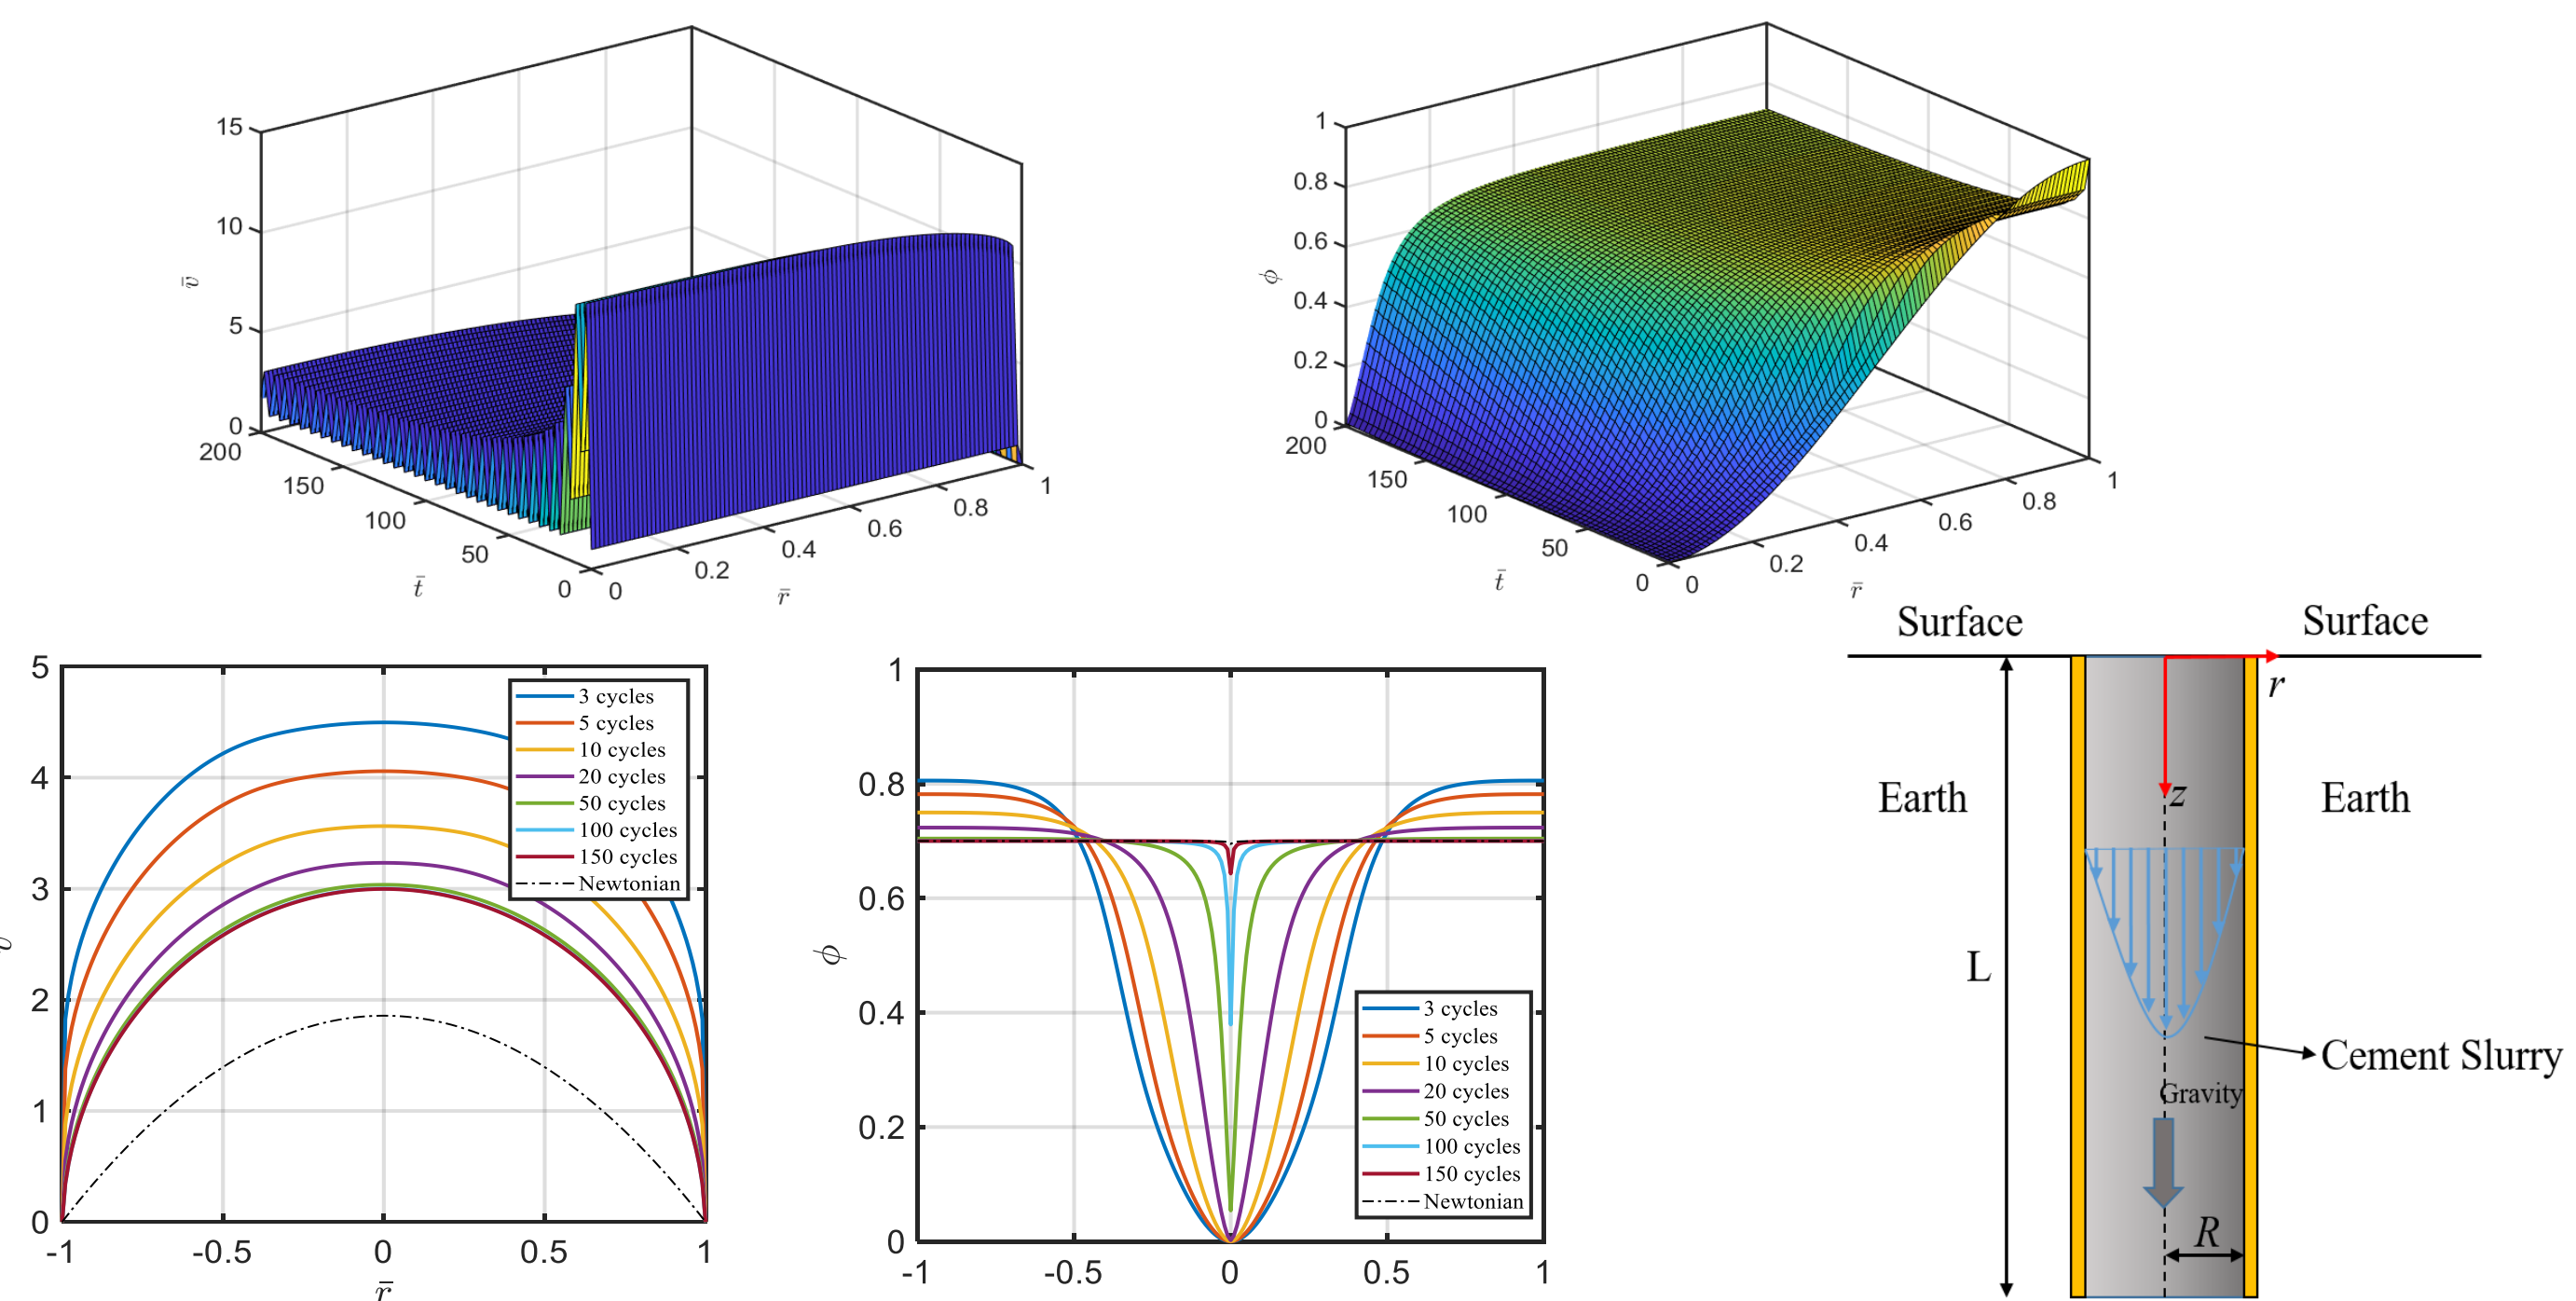 15
10
5
0
v̄
200
150
100
50
0
t̄
0
0.2
0.4
0.6
0.8
1
r̄
1
0.8
0.6
0.4
0.2
0
ϕ
200
150
100
50
0
t̄
0
0.2
0.4
0.6
0.8
1
r̄
5
4
3
2
1
0
-1
-0.5
0
0.5
1
r̄
3 cycles
5 cycles
10 cycles
20 cycles
50 cycles
100 cycles
150 cycles
Newtonian
1
0.8
0.6
0.4
0.2
0
ϕ
-1
-0.5
0
0.5
1
3 cycles
5 cycles
10 cycles
20 cycles
50 cycles
100 cycles
150 cycles
Newtonian
Surface
Surface
r
Earth
z
Earth
L
Cement Slurry
Gravity
R